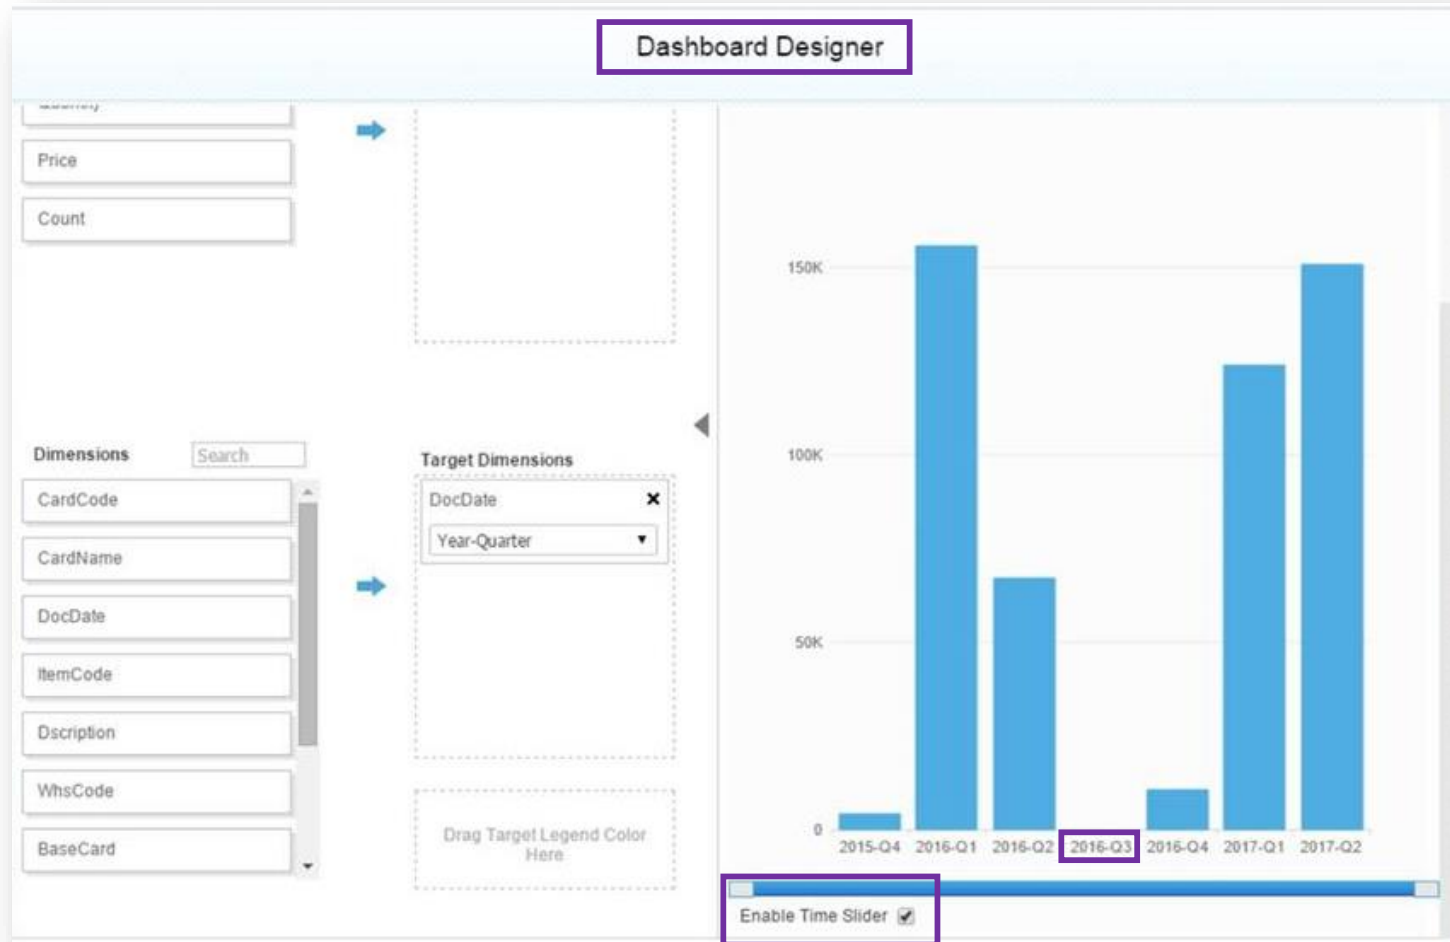 Dashboard Designer
Price
Count
Dimensions
Search
CardCode
CardName
DocDate
ItemCode
Dscription
WhsCode
BaseCard
Target Dimensions
DocDate
Year-Quarter
Drag Target Legend Color
Here
150K
100K
50K
0
2015-Q4 2016-Q1 2016-Q2 2016-Q3 2016-Q4 2017-Q1 2017-Q2
Enable Time Slider